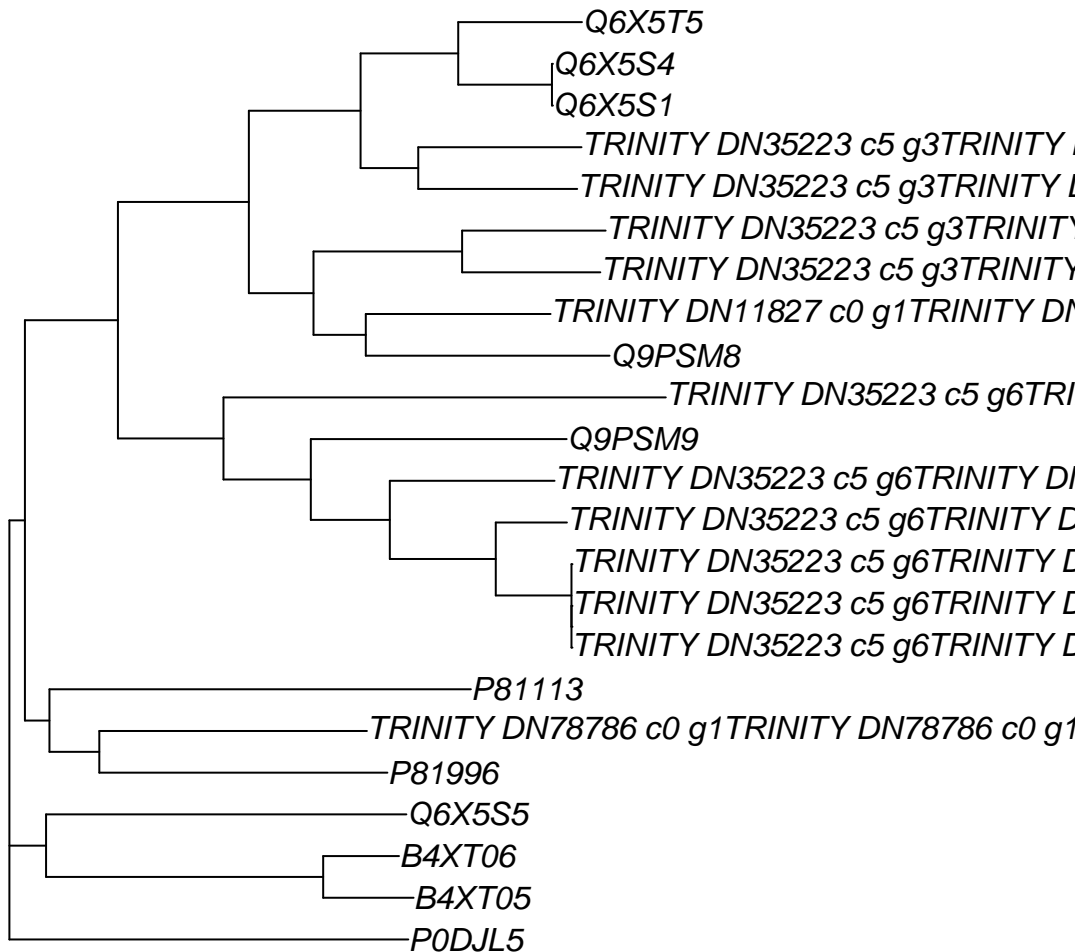 Q6X5T5
Q6X5S4
Q6X5S1
TRINITY DN35223 c5 g3TRINITY
TRINITY DN35223 c5 g3TRINITY
TRINITY DN35223 c5 g3TRINITY
TRINITY DN35223 c5 g3TRINITY
TRINITY DN11827 c0 g1TRINITY DN
Q9PSM8
TRINITY DN35223 c5 g6TRI
Q9PSM9
TRINITY DN35223 c5 g6TRINITY DN
TRINITY DN35223 c5 g6TRINITY D
TRINITY DN35223 c5 g6TRINITY D
TRINITY DN35223 c5 g6TRINITY D
TRINITY DN35223 c5 g6TRINITY D
P81113
TRINITY DN78786 c0 g1TRINITY DN78786 c0 g1
P81996
Q6X5S5
B4XT06
B4XT05
P0DJL5